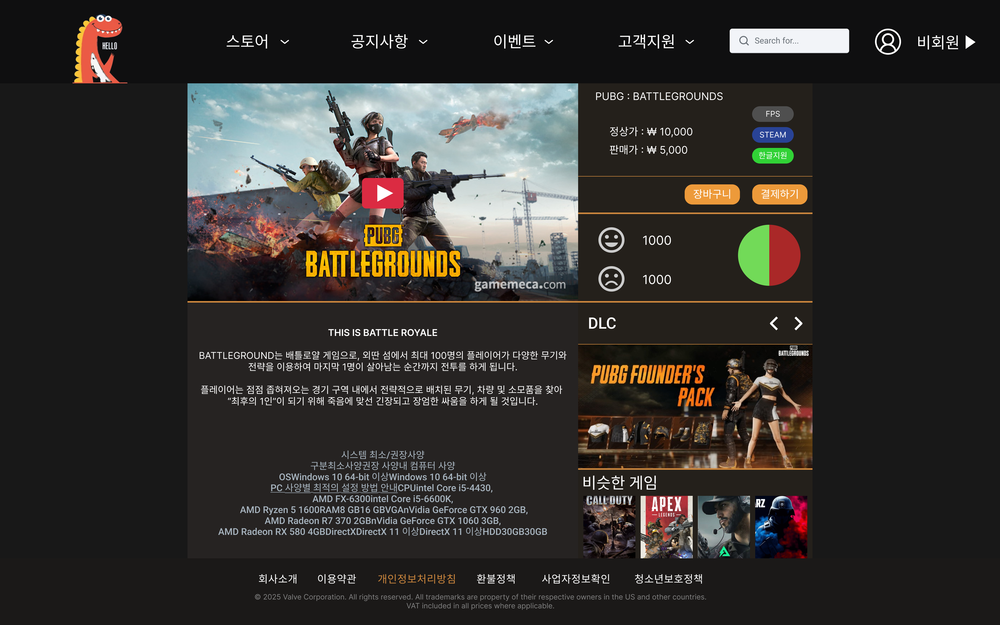 HELLO
스토어
공지사항
이벤트
고객지원
Search for...
비회원
PUBG
BATTLEGROUNDS
gamemeca.com
PUBG : BATTLEGROUNDS
FPS
정상가 : ₩ 10,000
STEAM
판매가 : ₩ 5,000
한글지원
장바구니
결제하기
1000
1000
THIS IS BATTLE ROYALE
BATTLEGROUND는 배틀로얄 게임으로, 외딴 섬에서 최대 100명의 플레이어가 다양한 무기와
전략을 이용하여 마지막 1명이 살아남는 순간까지 전투를 하게 됩니다.
플레이어는 점점 좁혀져오는 경기 구역 내에서 전략적으로 배치된 무기, 차량 및 소모품을 찾아
“최후의 1인”이 되기 위해 죽음에 맞선 긴장되고 장엄한 싸움을 하게 될 것입니다.
시스템 최소/권장사양
구분최소사양권장 사양내 컴퓨터 사양
OSWindows 10 64-bit 이상Windows 10 64-bit 이상
PC 사양별 최적의 설정 방법 안내CPUintel Core i5-4430,
AMD FX-6300intel Core i5-6600K,
AMD Ryzen 5 1600RAM8 GB16 GBVGAnVidia GeForce GTX 960 2GB,
AMD Radeon R7 370 2GBnVidia GeForce GTX 1060 3GB,
AMD Radeon RX 580 4GBDirectXDirectX 11 이상DirectX 11 이상HDD30GB30GB
DLC
PUBG
BATTLEGROUNDS
PUBG FOUNDER'S
PACK
비슷한 게임
CALL OF DUTY
APEX
LEGENDS
ARZ
회사소개
이용약관
개인정보처리방침
환불정책
사업자정보확인
청소년보호정책
© 2025 Valve Corporation. All rights reserved. All trademarks are property of their respective owners in the US and other countries.
VAT included in all prices where applicable.